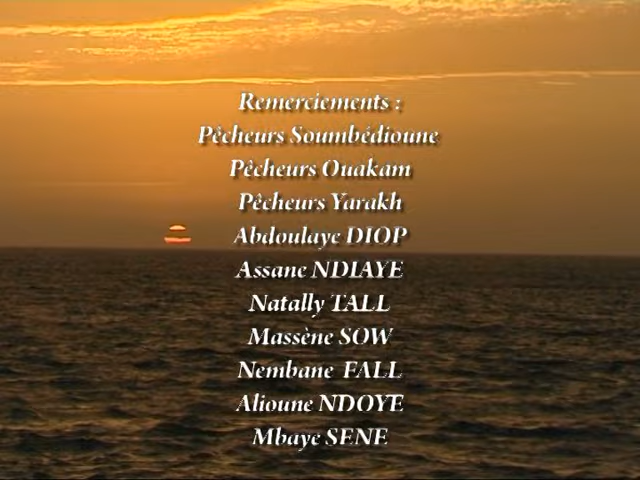 Remerciements :
Pêcheurs Soumbédioune
Pêcheurs Ouakam
Pêcheurs Yarakh
Abdoulaye DIOP
Assane NDIAYE
Natally TALL
Massène SOW
Nembane FALL
Alioune NDOYE
Mbaye SENE